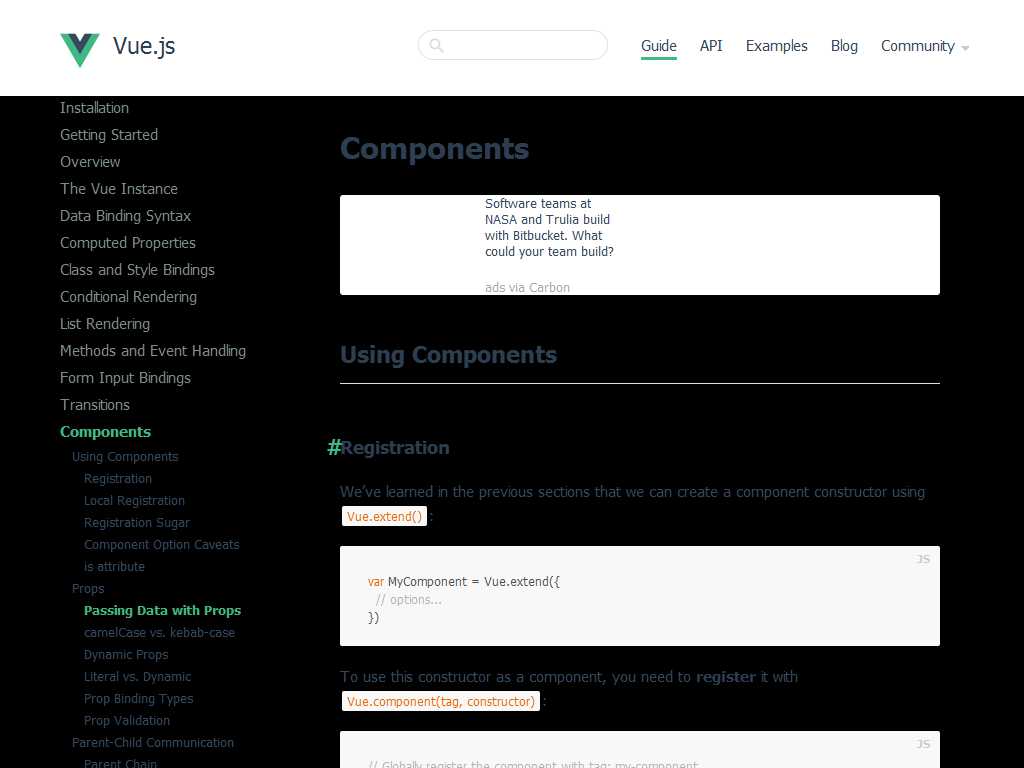 Vue.js
Guide API Examples Blog Community
Installation
Getting Started
Overview
The Vue Instance
Data Binding Syntax
Computed Properties
Class and Style Bindings
Conditional Rendering
List Rendering
Methods and Event Handling
Form Input Bindings
Transitions
Components
Using Components
Registration
Local Registration
Registration Sugar
Component Option Caveats
is attribute
Props
Passing Data with Props
camelCase vs. kebab-case
Dynamic Props
Literal vs. Dynamic
Prop Binding Types
Prop Validation
Parent-Child Communication
Parent Chain
Components
Software teams at
NASA and Trulia build
with Bitbucket. What
could your team build?
ads via Carbon
Using Components
#Registration
We've learned in the previous sections that we can create a component constructor using
Vue.extend() :
JS
var MyComponent = Vue.extend({
// options...
})
To use this constructor as a component, you need to register it with
Vue.component(tag, constructor) :
JS
// Globally register the component with tag: my-component